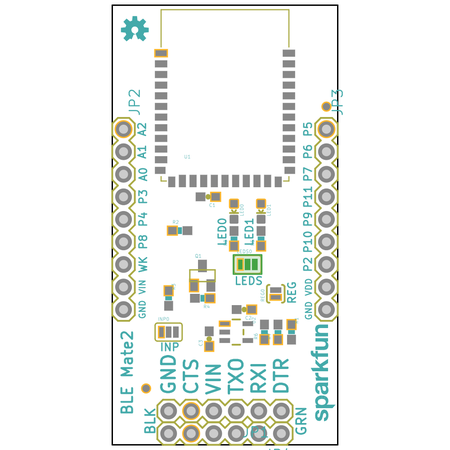 JP2
JP3
A2
A1
A0
P3
P4
P8
WK
VIN
GND
P5
P6
P7
P11
P9
P10
P2
VDD
GND
LED0
LED1
LEDS
REG
INP
BLE Mate2
GND
CTS
VIN
TXO
RXI
DTR
BLK
GRN
sparkfun